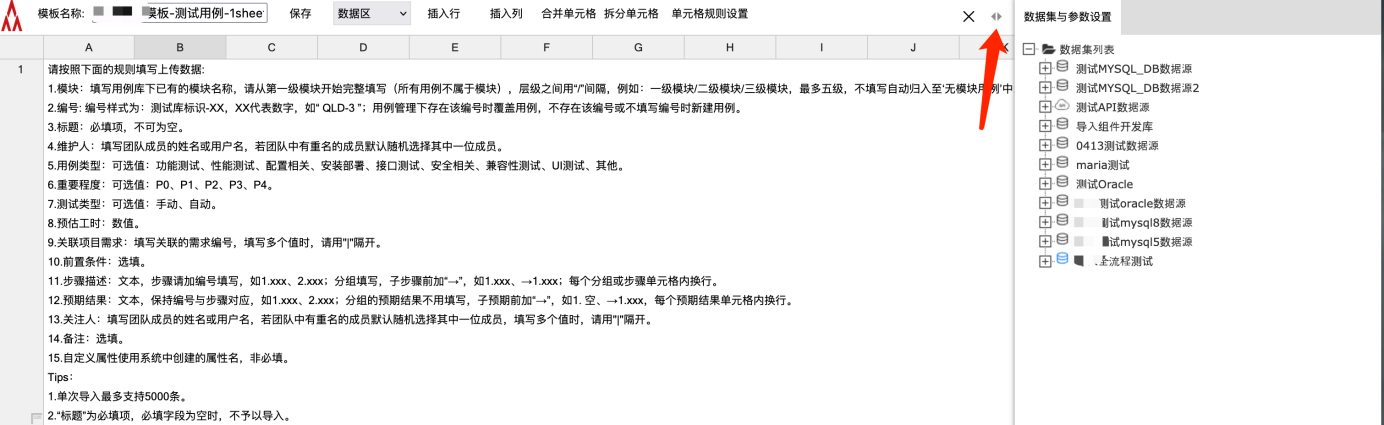 模板名称: 模板-测试用例-1shee 保存 数据区 插入行 插入列 合并单元格 拆分单元格 单元格规则设置
数据集与参数设置
A B C D E F G H I J K
1
请按照下面的规则填写上传数据:
1.模块：填写用例库下已有的模块名称，请从第一级模块开始完整填写（所有用例不属于模块），层级之间用“/”间隔，例如：一级模块/二级模块/三级模块，最多五级，不填写自动归入至‘无模块用例’中
2.编号: 编号样式为：测试库标识-XX，XX代表数字，如“ QLD-3 ”；用例管理下存在该编号时覆盖用例，不存在该编号或不填写编号时新建用例。
3.标题：必填项，不可为空。
4.维护人：填写团队成员的姓名或用户名，若团队中有重名的成员默认随机选择其中一位成员。
5.用例类型：可选值：功能测试、性能测试、配置相关、安装部署、接口测试、安全相关、兼容性测试、UI测试、其他。
6.重要程度：可选值：P0、P1、P2、P3、P4。
7.测试类型：可选值：手动、自动。
8.预估工时：数值。
9.关联项目需求：填写关联的需求编号，填写多个值时，请用"|"隔开。
10.前置条件：选填。
11.步骤描述：文本，步骤请加编号填写，如1.xxx、2.xxx；分组填写，子步骤前加“→”，如1.xxx、→1.xxx；每个分组或步骤单元格内换行。
12.预期结果：文本，保持编号与步骤对应，如1.xxx、2.xxx；分组的预期结果不用填写，子预期前加“→”，如1. 空、→1.xxx，每个预期结果单元格内换行。
13.关注人：填写团队成员的姓名或用户名，若团队中有重名的成员默认随机选择其中一位成员，填写多个值时，请用"|"隔开。
14.备注：选填。
15.自定义属性使用系统中创建的属性名，非必填。
Tips：
1.单次导入最多支持5000条。
2.“标题”为必填项，必填字段为空时，不予以导入。
数据集列表
测试MYSQL_DB数据源
测试MYSQL_DB数据源2
测试API数据源
导入组件开发库
0413测试数据源
maria测试
测试Oracle
测试oracle数据源
测试mysql8数据源
测试mysql5数据源
全流程测试